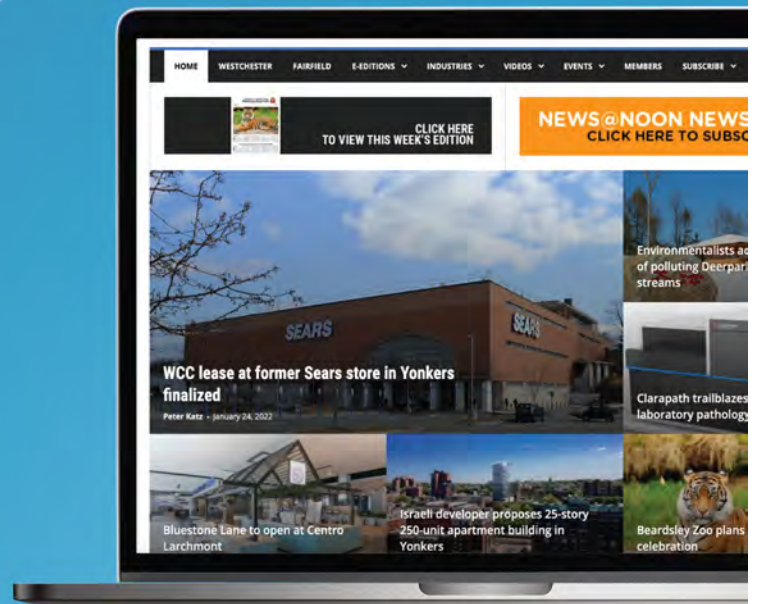 HOME WESTCHESTER FAIRFIELD E-EDITIONS INDUSTRIES VIDEOS EVENTS MEMBERS SUBSCRIBE
CLICK HERE
TO VIEW THIS WEEK'S EDITION
NEWS@NOON NEWS
CLICK HERE TO SUBSC
SEARS
SEARS
WCC lease at former Sears store in Yonkers
finalized
Peter Katz - January 24, 2022
Environmentalists ac
of polluting Deerpar
streams
Clarapath trailblazes
laboratory pathology
Bluestone Lane to open at Centro
Larchmont
Israeli developer proposes 25-story
250-unit apartment building in
Yonkers
Beardsley Zoo plans
celebration